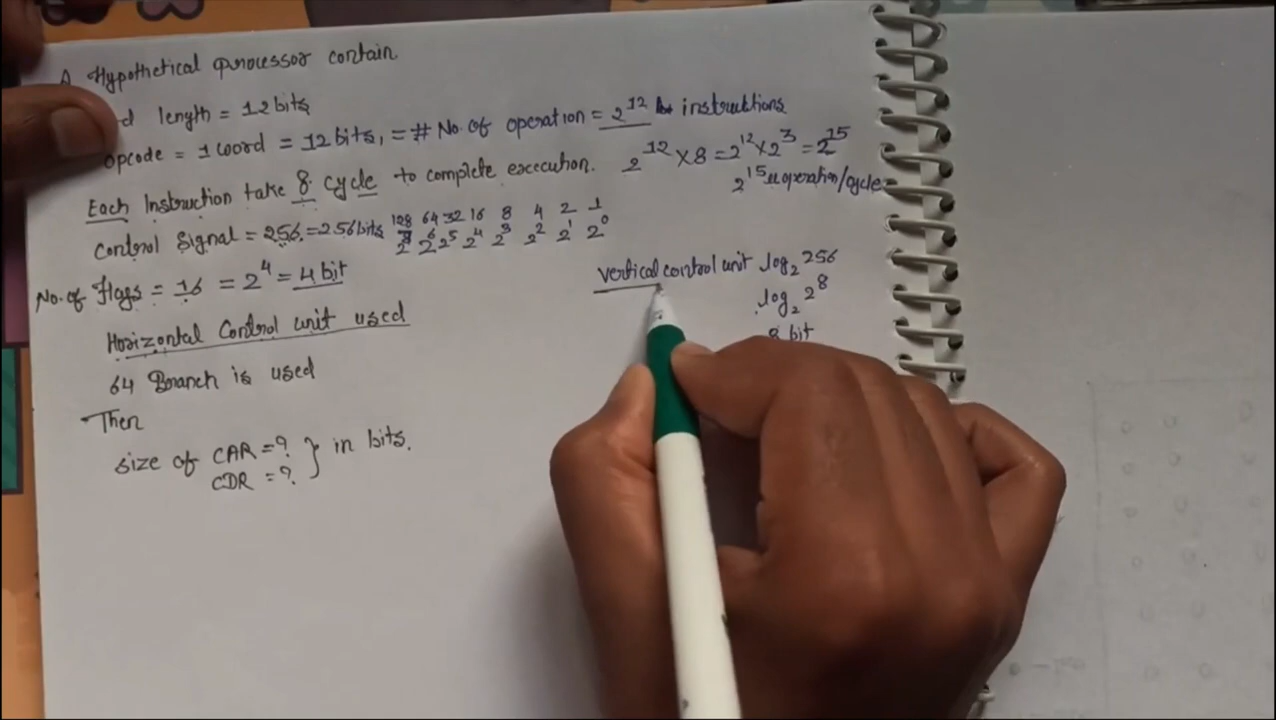 A Hypothetical processor contain
d length = 12 bits
opcode = 1 word = 12 bits, = # No. of operation = 2^12 instructions
2^12 × 8 = 2^12 × 2^3 = 2^15
Each Instruction take 8 cycle to complete execution.
2^15 μoperation/cycle
Control Signal = 256 = 256 bits
128 64 32 16 8 4 2 1
2^7 2^6 2^5 2^4 2^3 2^2 2^1 2^0
No. of Flags = 16 = 2^4 = 4 bit
Vertical control unit log2 256
log2 2^8
8 bit
Horizontal Control unit used
64 Branch is used
Then
size of CAR = ? } in bits.
CDR = ?